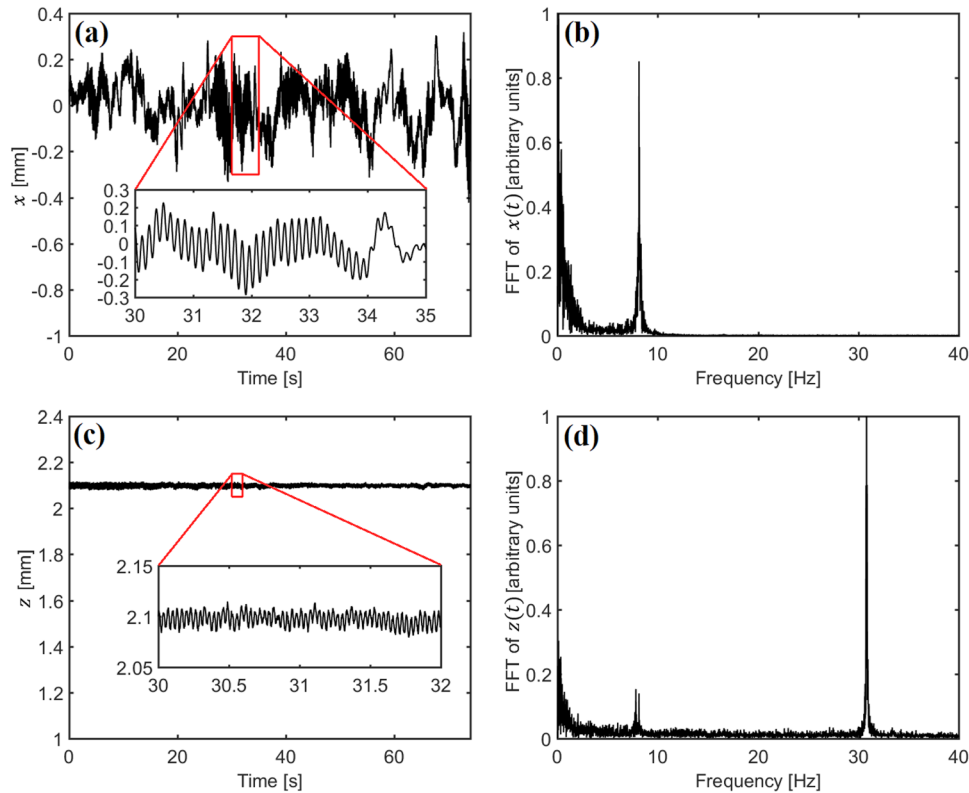 (a)
0.4
0.2
0
-0.2
-0.4
-0.6
-0.8
-1
x [mm]
0.3
0.2
0.1
0
-0.1
-0.2
-0.3
30 31 32 33 34 35
0 20 40 60
Time [s]
(b)
1
0.8
0.6
0.4
0.2
0
FFT of x(t) [arbitrary units]
0 10 20 30 40
Frequency [Hz]
(c)
2.4
2.2
2
1.8
1.6
1.4
1.2
1
z [mm]
2.15
2.10
2.05
30 30.5 31 31.5 32
0 20 40 60
Time [s]
(d)
1
0.8
0.6
0.4
0.2
0
FFT of z(t) [arbitrary units]
0 10 20 30 40
Frequency [Hz]